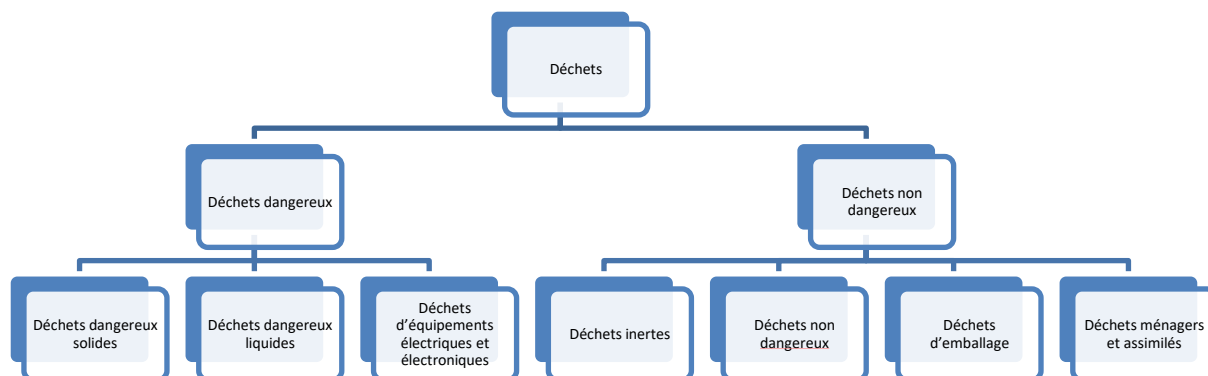 Déchets
Déchets dangereux
Déchets non
dangereux
Déchets dangereux
solides
Déchets dangereux
liquides
Déchets
d’équipements
électriques et
électroniques
Déchets inertes
Déchets non
dangereux
Déchets
d’emballage
Déchets ménagers
et assimilés